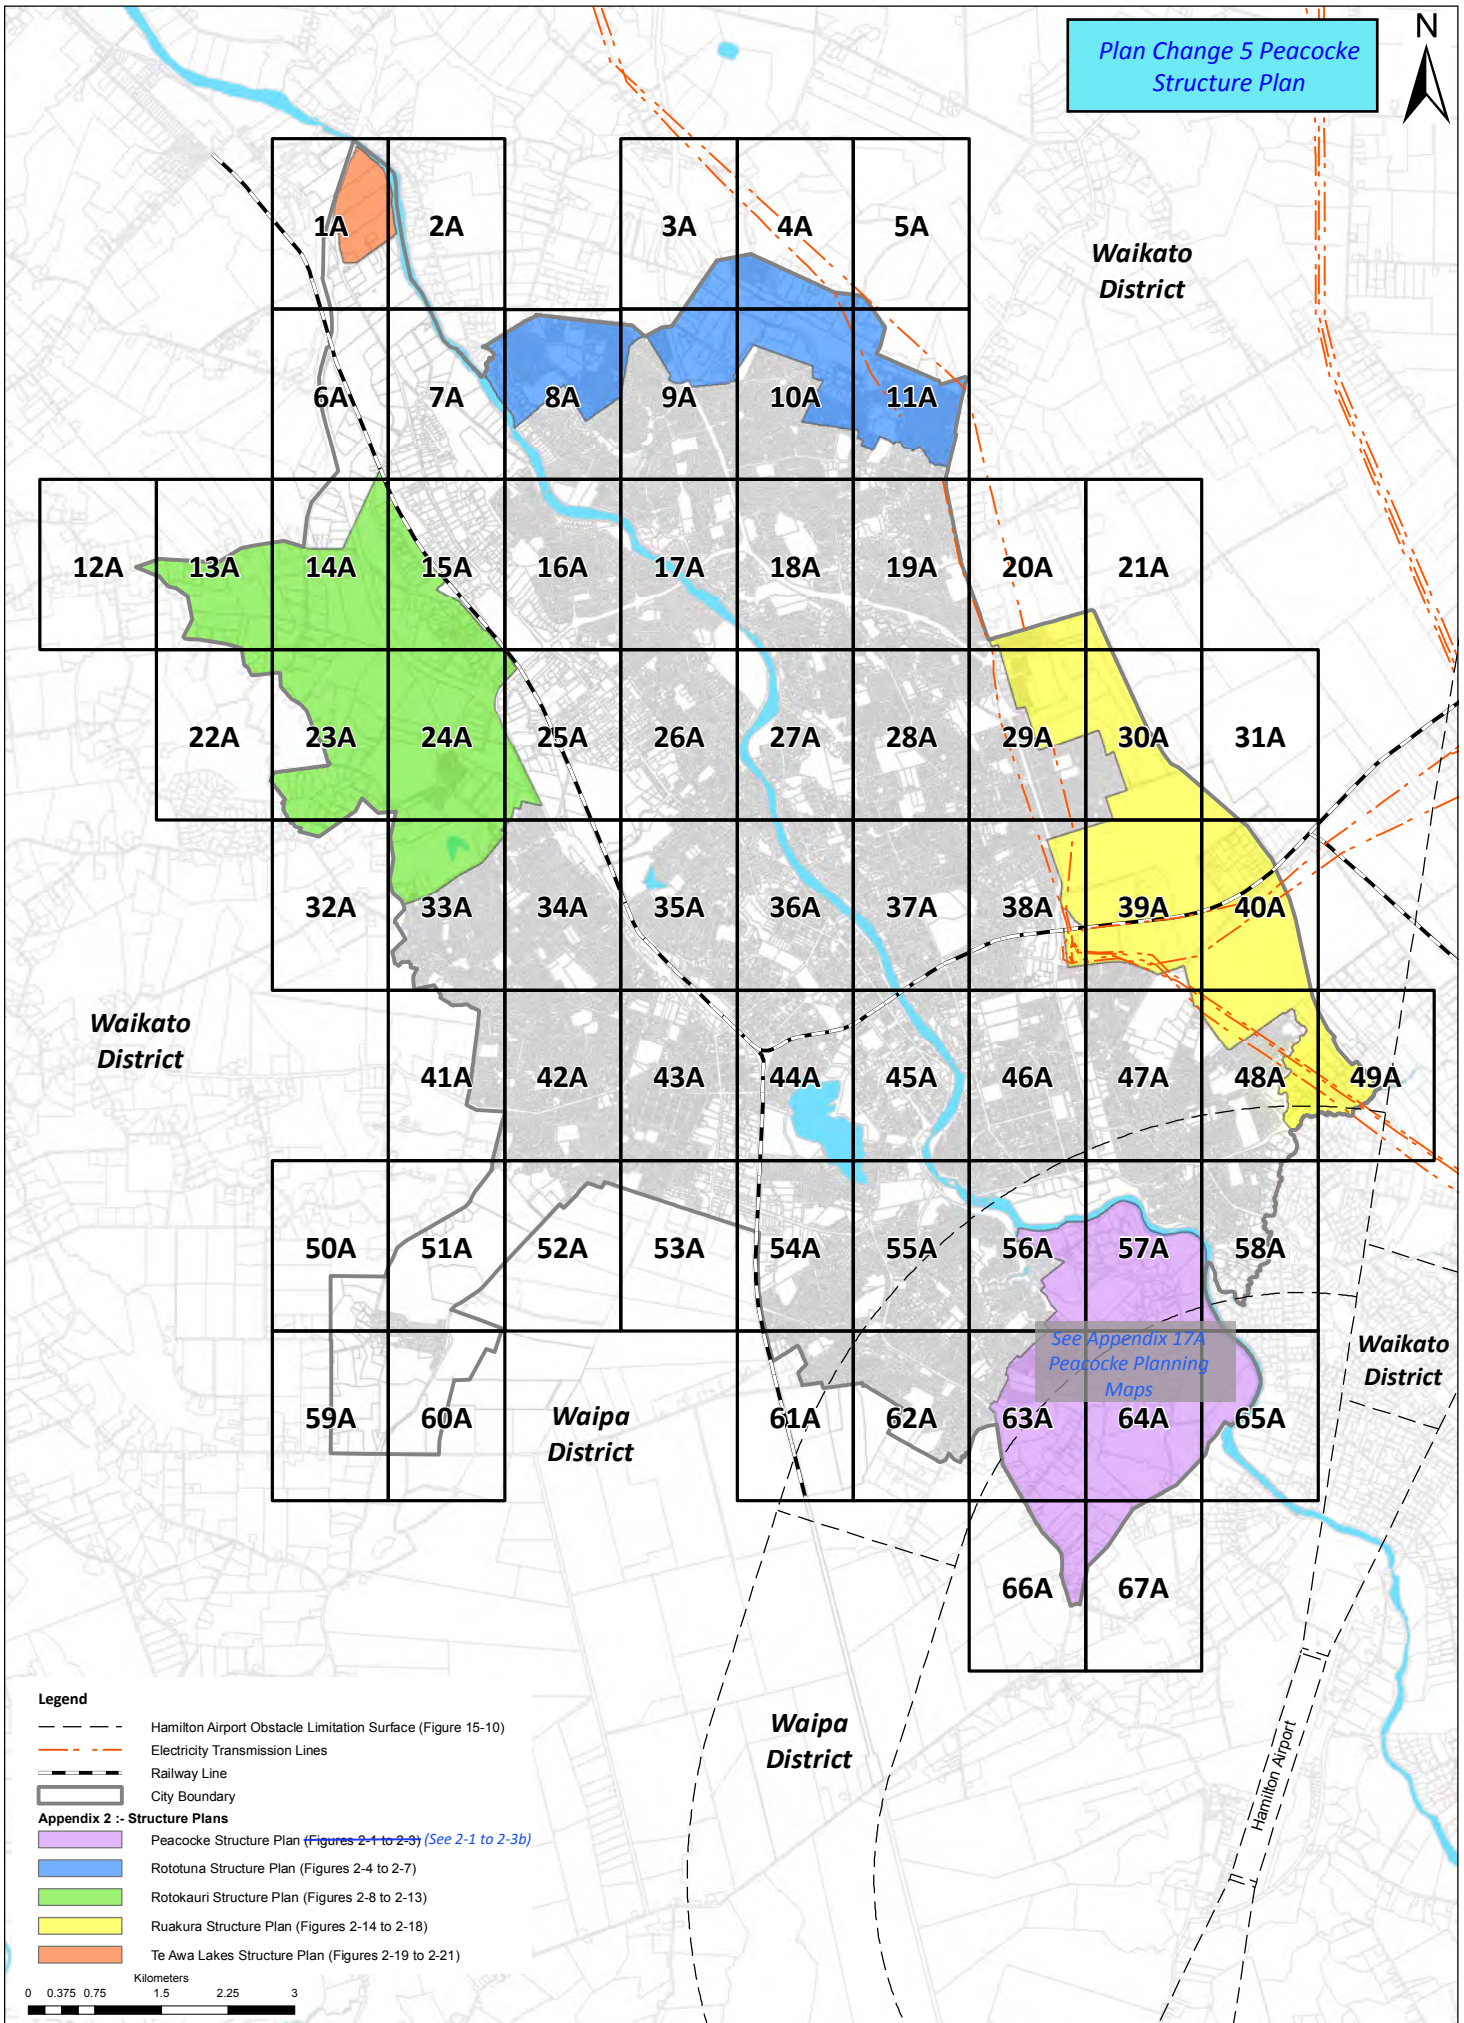 Plan Change 5 Peacocke
Structure Plan
N
1A
2A
3A
4A
5A
Waikato
District
6A
7A
8A
9A
10A
11A
12A
13A
14A
15A
16A
17A
18A
19A
20A
21A
22A
23A
24A
25A
26A
27A
28A
29A
30A
31A
32A
33A
34A
35A
36A
37A
38A
39A
40A
Waikato
District
41A
42A
43A
44A
45A
46A
47A
48A
49A
50A
51A
52A
53A
54A
55A
56A
57A
58A
See Appendix 17A
Peacocke Planning
Maps
Waikato
District
59A
60A
Waipa
District
61A
62A
63A
64A
65A
66A
67A
Waipa
District
Hamilton Airport
Legend
Hamilton Airport Obstacle Limitation Surface (Figure 15-10)
Electricity Transmission Lines
Railway Line
City Boundary
Appendix 2 :- Structure Plans
Peacocke Structure Plan (Figures 2-1 to 2-3) (See 2-1 to 2-3b)
Rototuna Structure Plan (Figures 2-4 to 2-7)
Rotokauri Structure Plan (Figures 2-8 to 2-13)
Ruakura Structure Plan (Figures 2-14 to 2-18)
Te Awa Lakes Structure Plan (Figures 2-19 to 2-21)
Kilometers
0 0.375 0.75 1.5 2.25 3